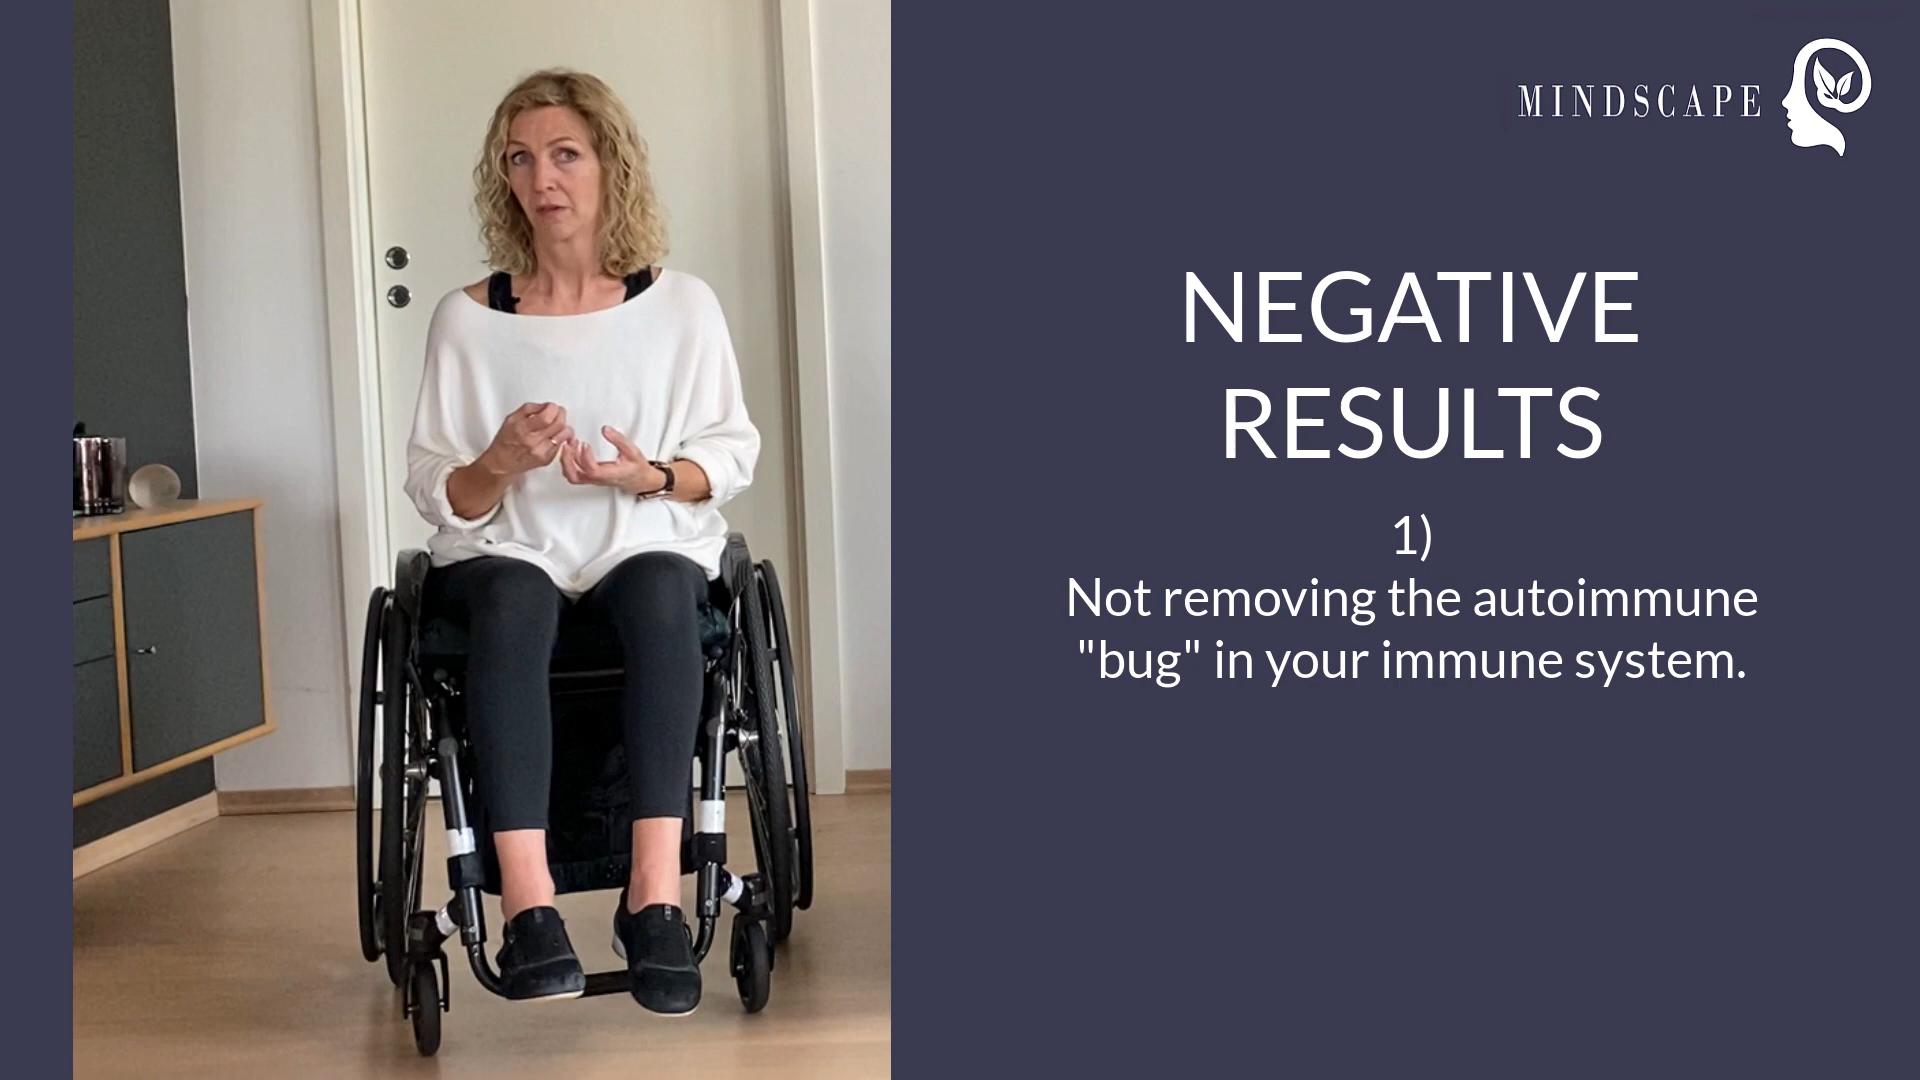 MINDSCAPE
NEGATIVE
RESULTS
1)
Not removing the autoimmune
"bug" in your immune system.